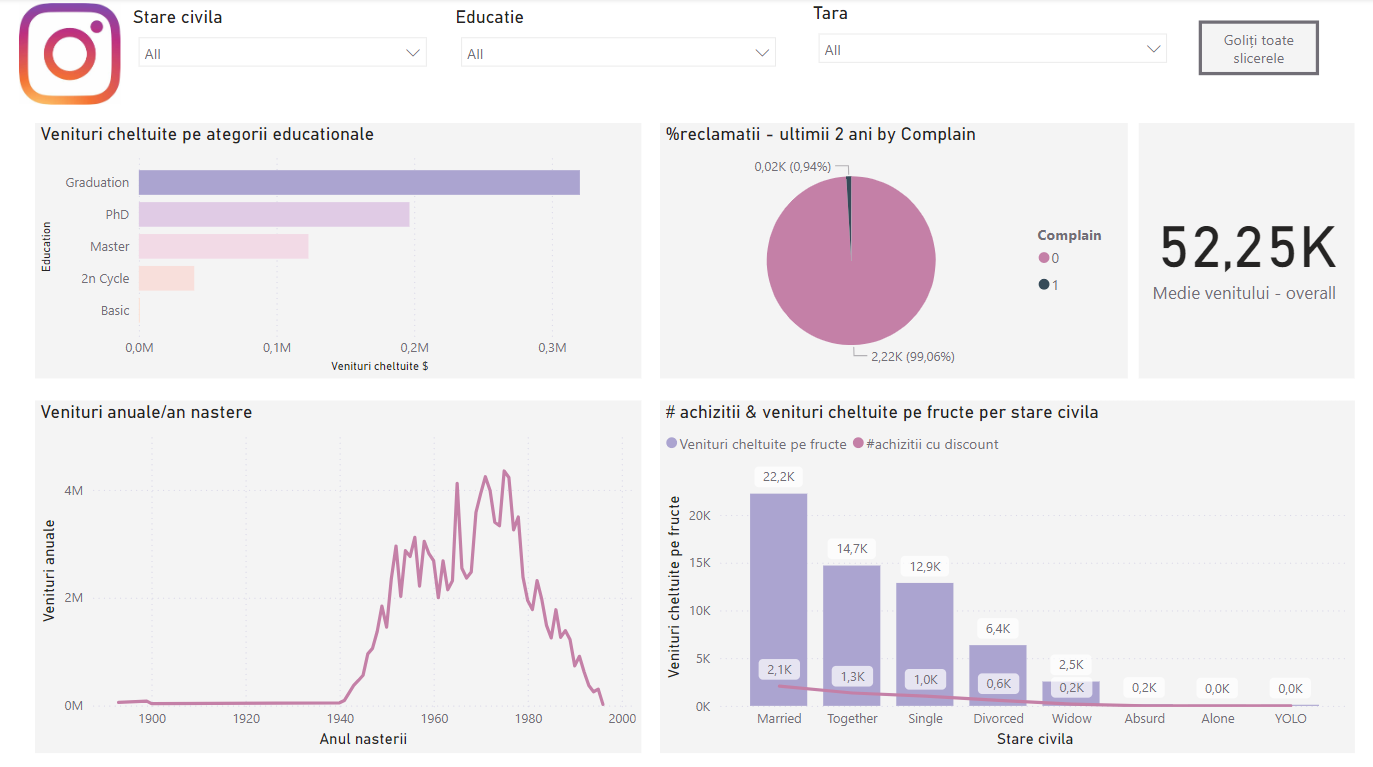 Stare civila
Educatie
Tara
All
All
All
Goliți toate
slicerele
Venituri cheltuite pe ategorii educationale
Education
Graduation
PhD
Master
2n Cycle
Basic
0,0M
0,1M
0,2M
0,3M
Venituri cheltuite $
%reclamatii - ultimii 2 ani by Complain
0,02K (0,94%)
2,22K (99,06%)
Complain
0
1
52,25K
Medie venitului - overall
Venituri anuale/an nastere
Venituri anuale
4M
2M
0M
1900
1920
1940
1960
1980
2000
Anul nasterii
# achizitii & venituri cheltuite pe fructe per stare civila
Venituri cheltuite pe fructe
#achizitii cu discount
Venituri cheltuite pe fructe
20K
15K
10K
5K
0K
22,2K
14,7K
12,9K
6,4K
2,5K
2,1K
1,3K
1,0K
0,6K
0,2K
0,2K
0,0K
0,0K
Married
Together
Single
Divorced
Widow
Absurd
Alone
YOLO
Stare civila